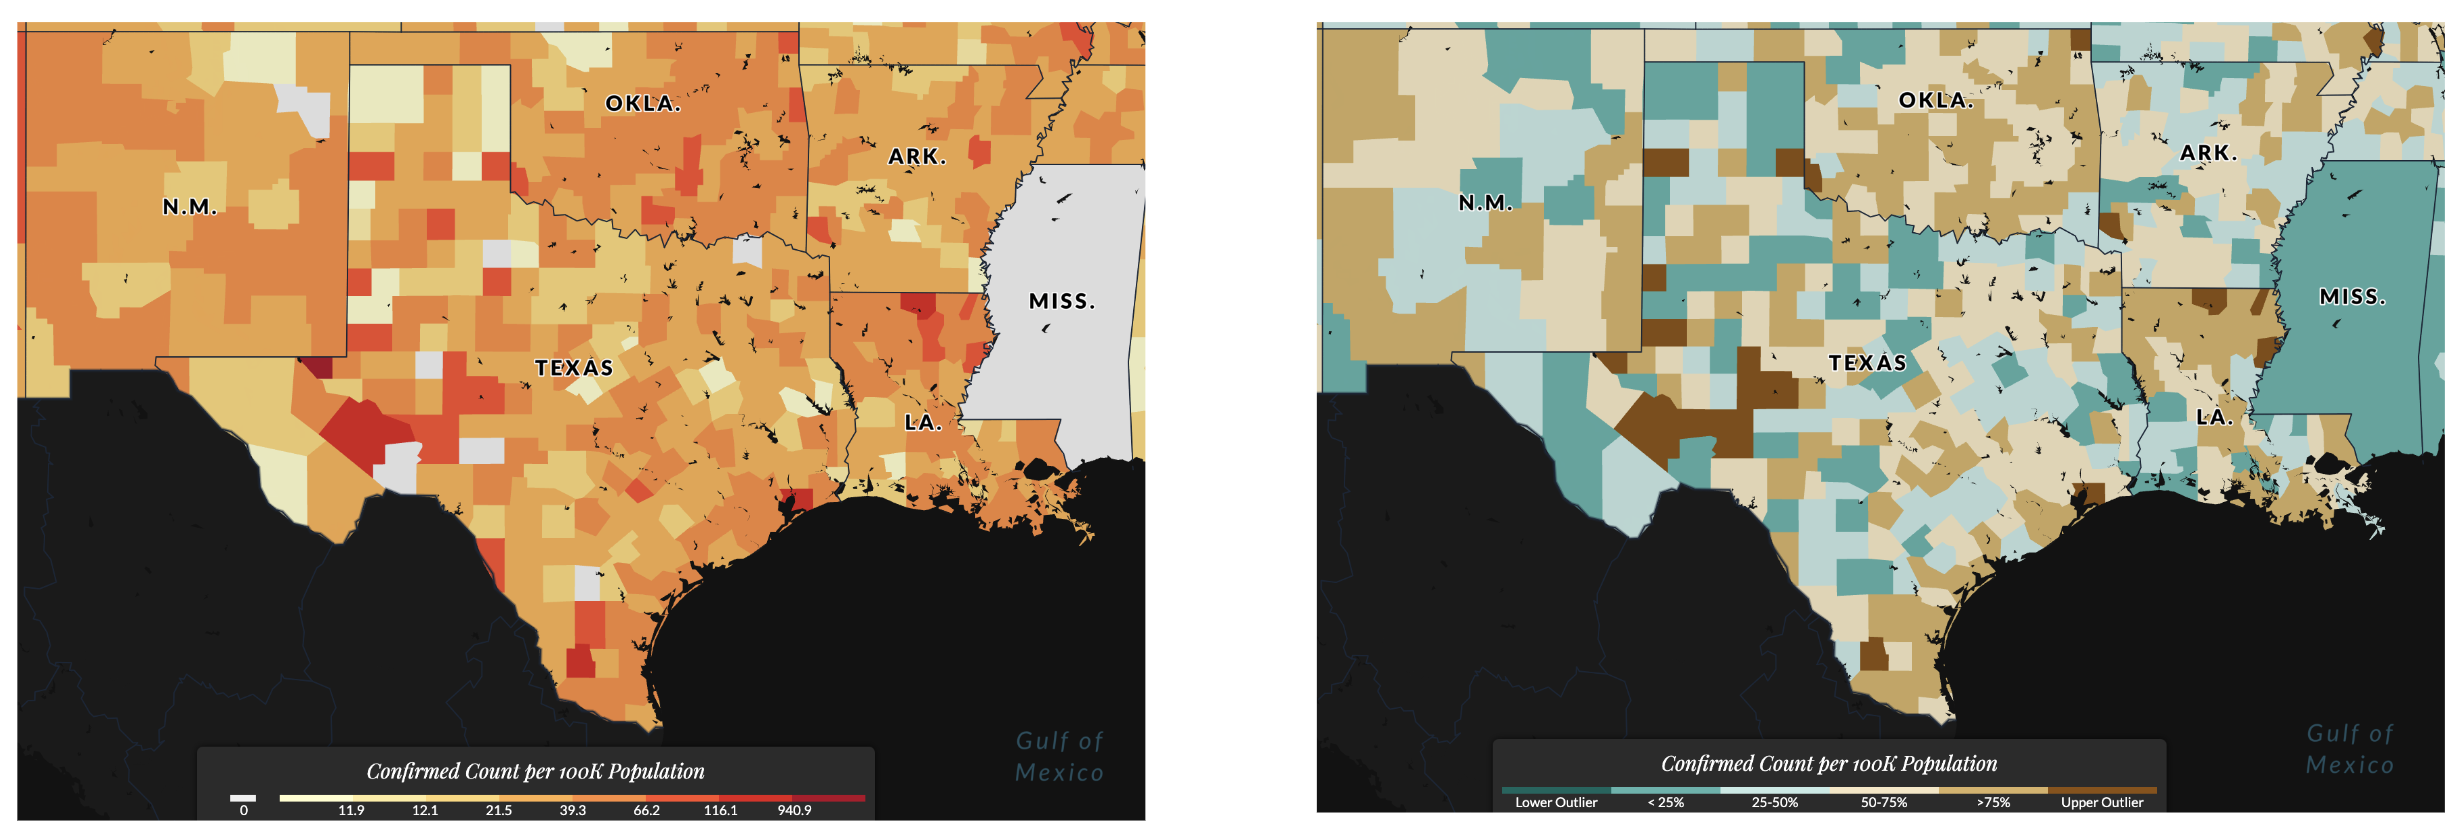 OKLA.
ARK.
N.M.
MISS.
TEXAS
LA.
Gulf of
Mexico
Confirmed Count per 100K Population
0 11.9 12.1 21.5 39.3 66.2 116.1 940.9
OKLA.
ARK.
N.M.
MISS.
TEXAS
LA.
Gulf of
Mexico
Confirmed Count per 100K Population
Lower Outlier < 25% 25-50% 50-75% >75% Upper Outlier